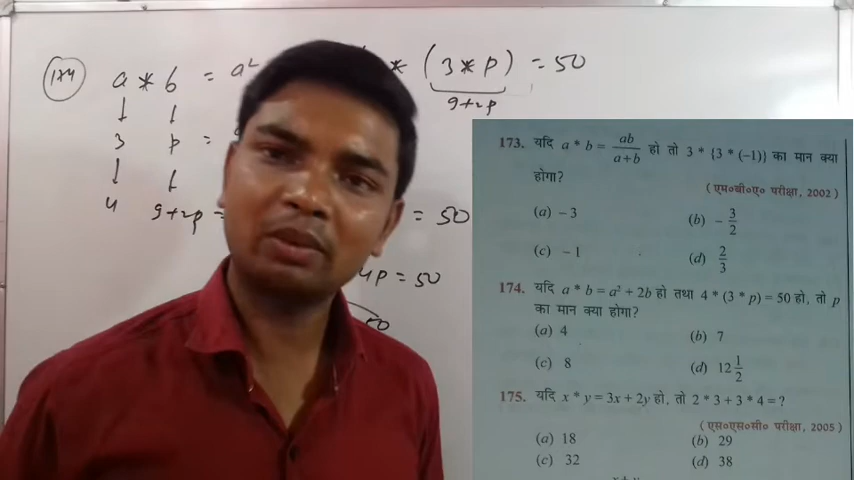 174 a * b = a² * (3 * p) = 50
9+2p
3 p =
4 9+2p = = 50
4p = 50
50
173. यदि a * b = ab/a+b हो तो 3 * {3 * (−1)} का मान क्या
होगा?
(एम०बी०ए० परीक्षा, 2002)
(a) − 3 (b) − 3/2
(c) − 1 (d) 2/3
174. यदि a * b = a² + 2b हो तथा 4 * (3 * p) = 50 हो, तो p
का मान क्या होगा?
(a) 4 (b) 7
(c) 8 (d) 12 1/2
175. यदि x * y = 3x + 2y हो, तो 2 * 3 + 3 * 4 = ?
(एस०एस०सी० परीक्षा, 2005)
(a) 18 (b) 29
(c) 32 (d) 38